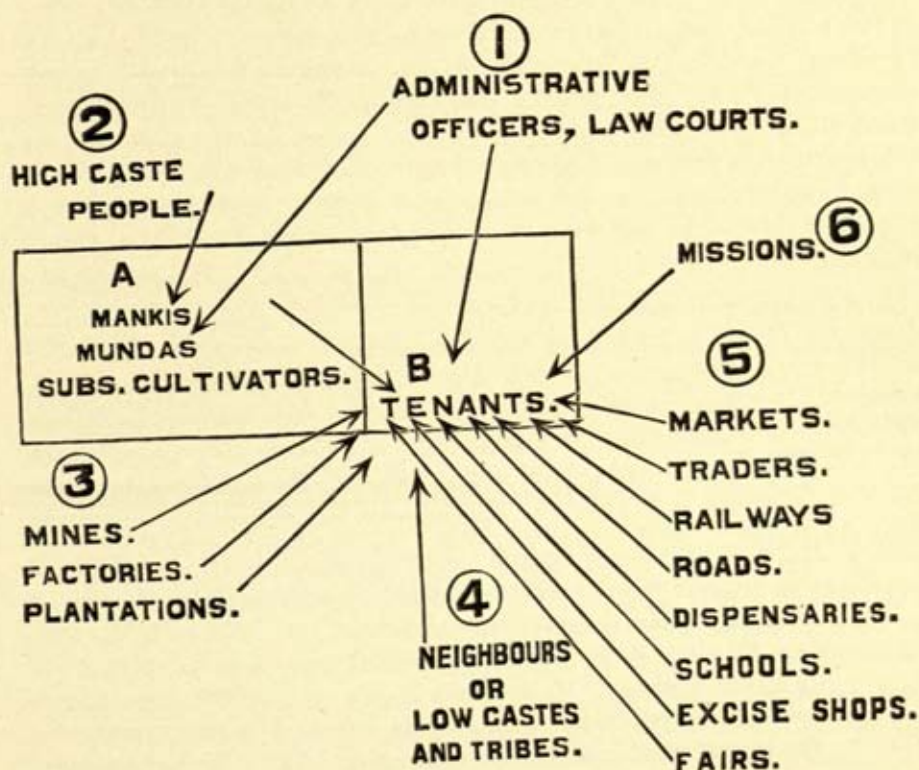 1
ADMINISTRATIVE
OFFICERS, LAW COURTS.
2
HIGH CASTE
PEOPLE.
A
MANKIS
MUNDAS
SUBS. CULTIVATORS.
B
TENANTS.
MISSIONS. 6
5
MARKETS.
TRADERS.
RAILWAYS
ROADS.
DISPENSARIES.
SCHOOLS.
EXCISE SHOPS.
FAIRS.
3
MINES.
FACTORIES.
PLANTATIONS.
4
NEIGHBOURS
OR
LOW CASTES
AND TRIBES.